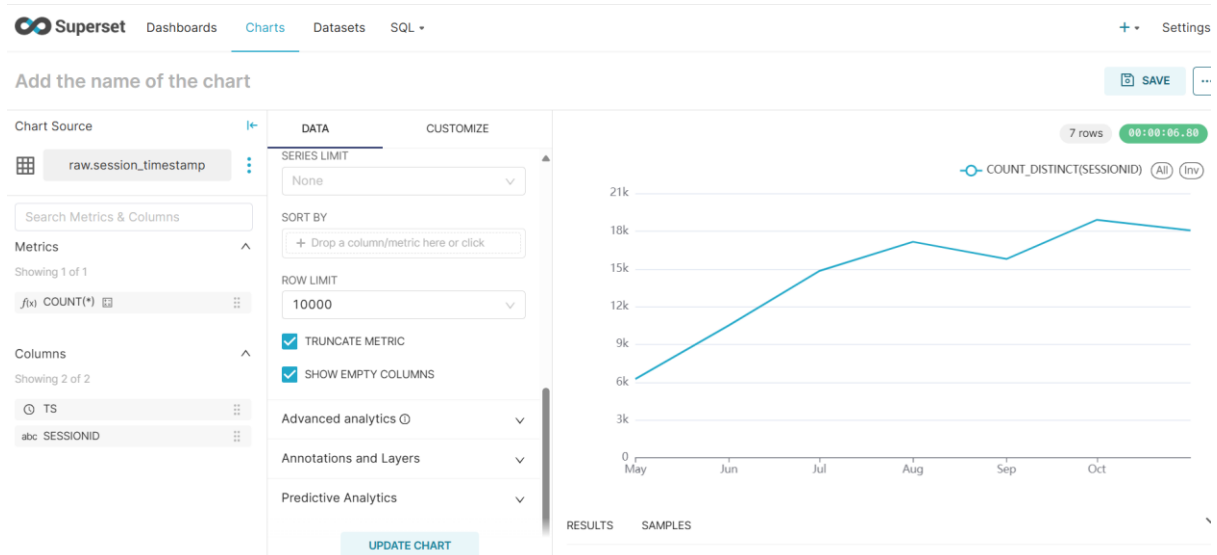 Superset Dashboards Charts Datasets SQL + Settings
Add the name of the chart
SAVE
Chart Source
raw.session_timestamp
Search Metrics & Columns
Metrics
Showing 1 of 1
f(x) COUNT(*)
Columns
Showing 2 of 2
TS
abc SESSIONID
DATA CUSTOMIZE
SERIES LIMIT
None
SORT BY
+ Drop a column/metric here or click
ROW LIMIT
10000
TRUNCATE METRIC
SHOW EMPTY COLUMNS
Advanced analytics
Annotations and Layers
Predictive Analytics
UPDATE CHART
7 rows 00:00:06.80
COUNT_DISTINCT(SESSIONID) All Inv
21k
18k
15k
12k
9k
6k
3k
0
May Jun Jul Aug Sep Oct
RESULTS SAMPLES